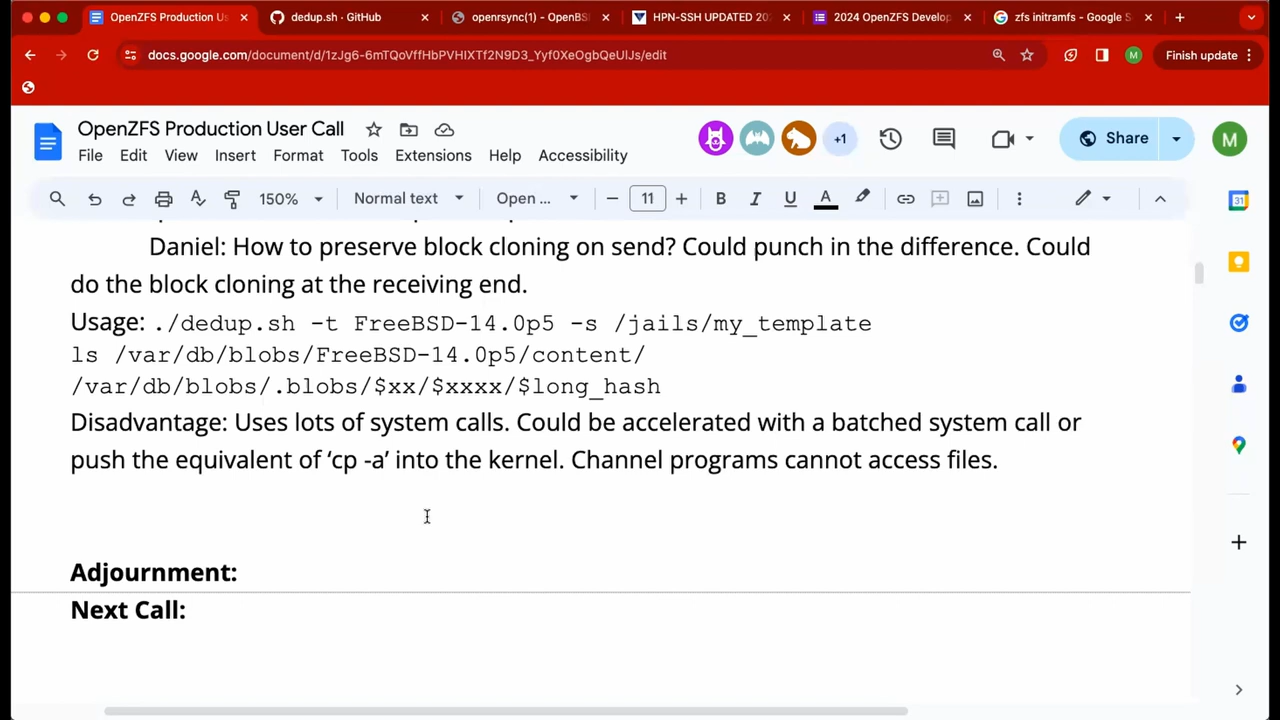 OpenZFS Production Us
dedup.sh · GitHub
openrsync(1) - OpenBS
HPN-SSH UPDATED 202
2024 OpenZFS Develop
zfs initramfs - Google S
docs.google.com/document/d/1zJg6-6mTQoVffHbPVHIXTf2N9D3_Yyf0XeOgbQeUlJs/edit
M
Finish update
OpenZFS Production User Call
+1
Share
M
File Edit View Insert Format Tools Extensions Help Accessibility
150% Normal text Open ... 11 B I U A
Daniel: How to preserve block cloning on send? Could punch in the difference. Could
do the block cloning at the receiving end.
Usage: ./dedup.sh -t FreeBSD-14.0p5 -s /jails/my_template
ls /var/db/blobs/FreeBSD-14.0p5/content/
/var/db/blobs/.blobs/$xx/$xxxx/$long_hash
Disadvantage: Uses lots of system calls. Could be accelerated with a batched system call or
push the equivalent of ‘cp -a’ into the kernel. Channel programs cannot access files.
Adjournment:
Next Call: